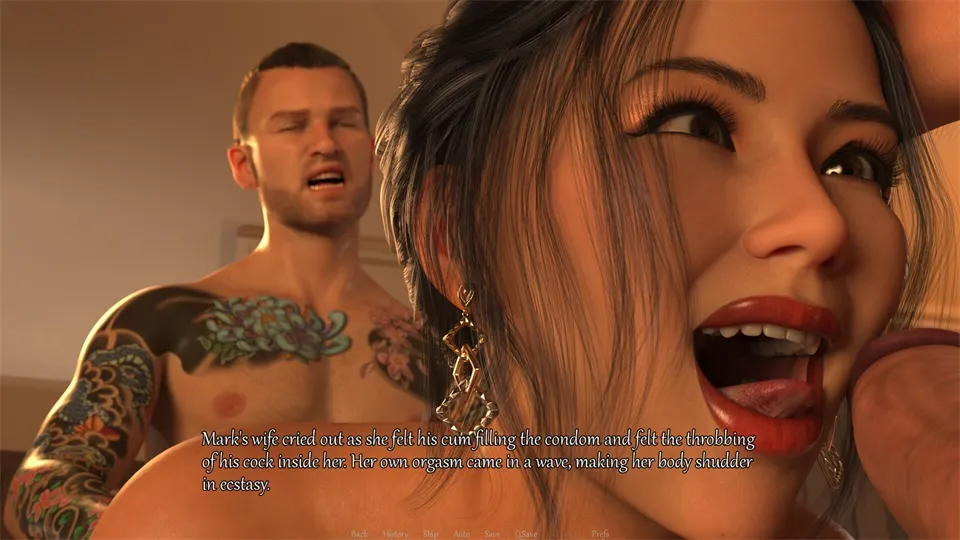 Mark's wife cried out as she felt his cum filling the condom and felt the throbbing
of his cock inside her. Her own orgasm came in a wave, making her body shudder
in ecstasy.
Back History Skip Auto Save Q.Save Prefs